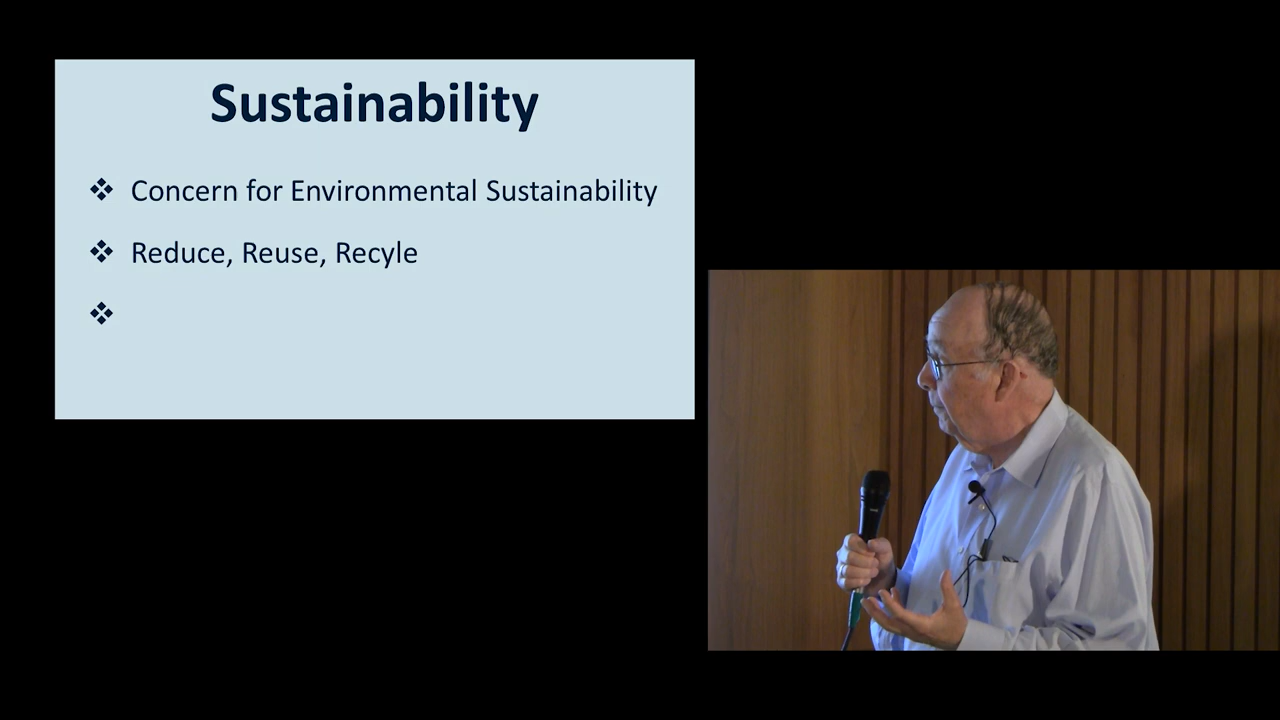 Sustainability
❖ Concern for Environmental Sustainability
❖ Reduce, Reuse, Recyle
❖